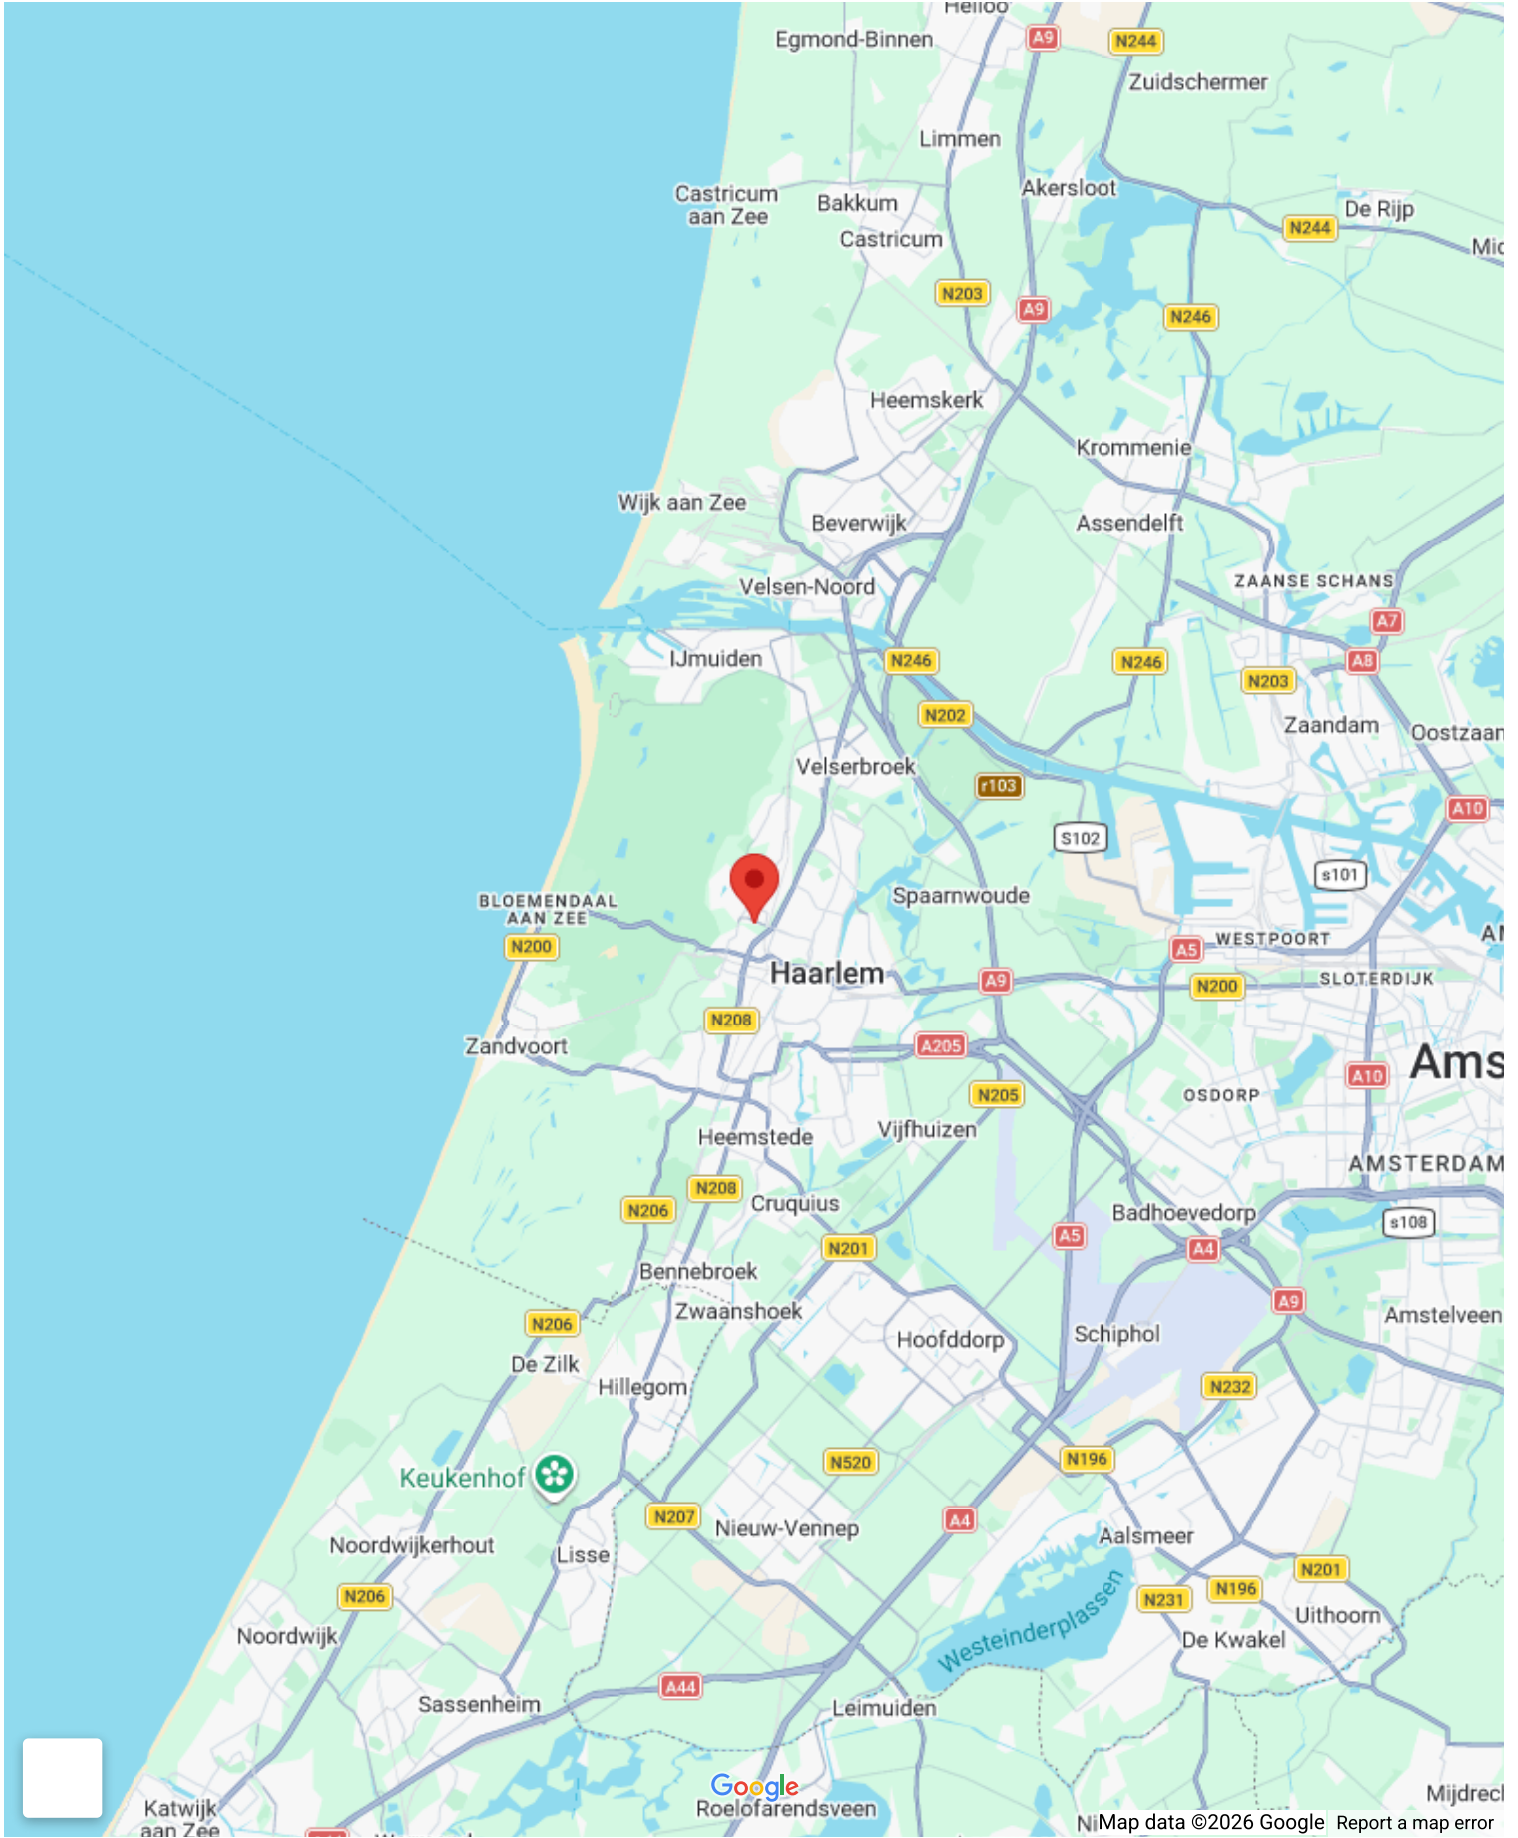 Heiloo
Egmond-Binnen
A9
N244
Zuidschermer
Limmen
Castricum
aan Zee
Bakkum
Akersloot
De Rijp
N244
Castricum
N203
A9
N246
Heemskerk
Krommenie
Wijk aan Zee
Beverwijk
Assendelft
Velsen-Noord
ZAANSE SCHANS
A7
IJmuiden
N246
N246
A8
N203
N202
Zaandam
Oostzaan
Velserbroek
r103
A10
S102
s101
BLOEMENDAAL
AAN ZEE
Spaarnwoude
N200
A5
WESTPOORT
Haarlem
A9
N200
SLOTERDIJK
N208
Zandvoort
A205
Ams
A10
N205
OSDORP
Heemstede
Vijfhuizen
AMSTERDAM
N208
N206
Cruquius
Badhoevedorp
s108
A5
A4
N201
Bennebroek
Zwaanshoek
A9
N206
Hoofddorp
Schiphol
Amstelveen
De Zilk
Hillegom
N232
Keukenhof
N520
N196
N207
Nieuw-Vennep
A4
Aalsmeer
Noordwijkerhout
Lisse
N206
N201
N196
N231
Westeinderplassen
Uithoorn
Noordwijk
De Kwakel
A44
Sassenheim
Leimuiden
Google
Roelofarendsveen
Mijdrecl
Katwijk
aan Zee
Ni
Map data ©2026 Google
Report a map error